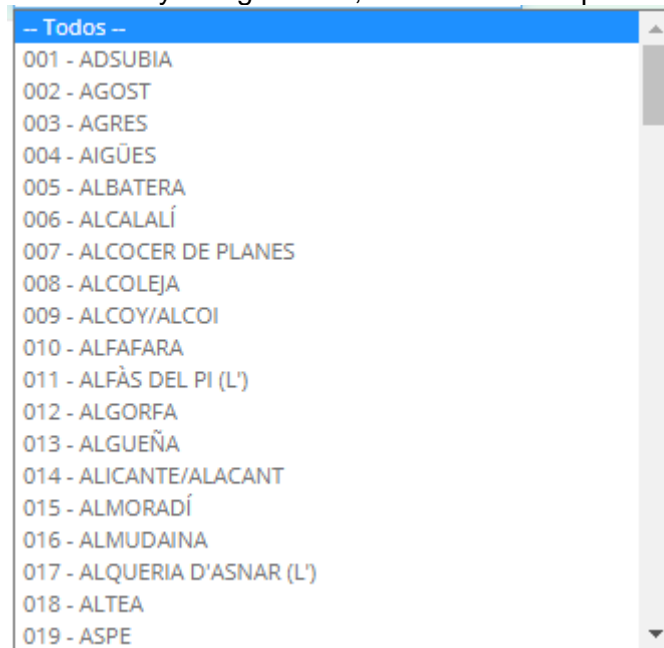 -- Todos --
001 - ADSUBIA
002 - AGOST
003 - AGRES
004 - AIGÜES
005 - ALBATERA
006 - ALCALALÍ
007 - ALCOCER DE PLANES
008 - ALCOLEJA
009 - ALCOY/ALCOI
010 - ALFAFARA
011 - ALFÀS DEL PI (L')
012 - ALGORFA
013 - ALGUEÑA
014 - ALICANTE/ALACANT
015 - ALMORADÍ
016 - ALMUDAINA
017 - ALQUERIA D'ASNAR (L')
018 - ALTEA
019 - ASPE